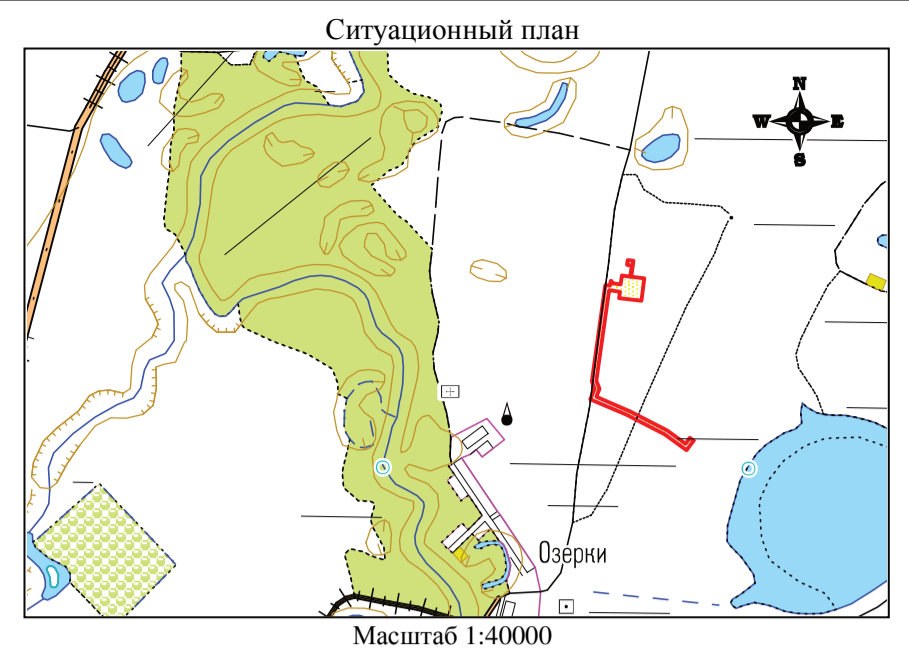 Ситуационный план
N
W E
S
Озерки
Масштаб 1:40000